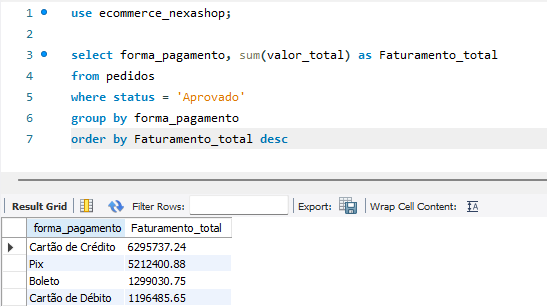 1 use ecommerce_nexashop;
2
3 select forma_pagamento, sum(valor_total) as Faturamento_total
4 from pedidos
5 where status = 'Aprovado'
6 group by forma_pagamento
7 order by Faturamento_total desc
Result Grid Filter Rows: Export: Wrap Cell Content: IA
forma_pagamento Faturamento_total
Cartão de Crédito 6295737.24
Pix 5212400.88
Boleto 1299030.75
Cartão de Débito 1196485.65